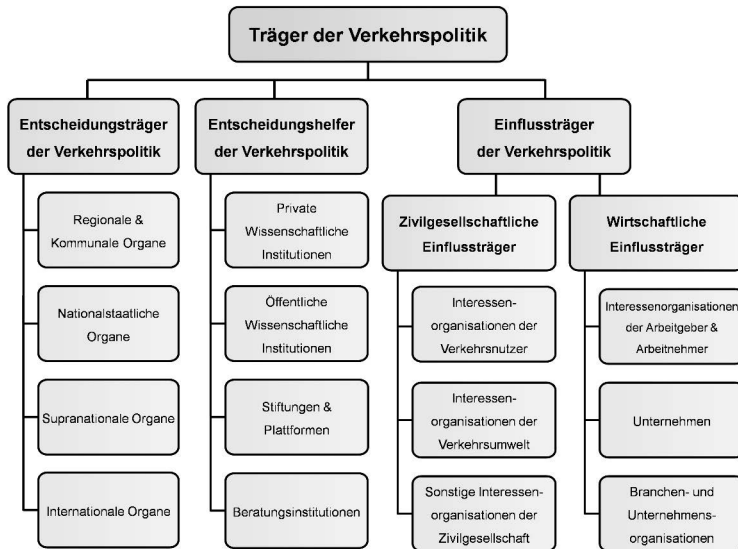 Träger der Verkehrspolitik
Entscheidungsträger
der Verkehrspolitik
Regionale &
Kommunale Organe
Nationalstaatliche
Organe
Supranationale Organe
Internationale Organe
Entscheidungshelfer
der Verkehrspolitik
Private
Wissenschaftliche
Institutionen
Öffentliche
Wissenschaftliche
Institutionen
Stiftungen &
Plattformen
Beratungsinstitutionen
Einflussträger
der Verkehrspolitik
Zivilgesellschaftliche
Einflussträger
Interessen-
organisationen der
Verkehrsnutzer
Interessen-
organisationen der
Verkehrsumwelt
Sonstige Interessen-
organisationen der
Zivilgesellschaft
Wirtschaftliche
Einflussträger
Interessenorganisationen
der Arbeitgeber &
Arbeitnehmer
Unternehmen
Branchen- und
Unternehmens-
organisationen